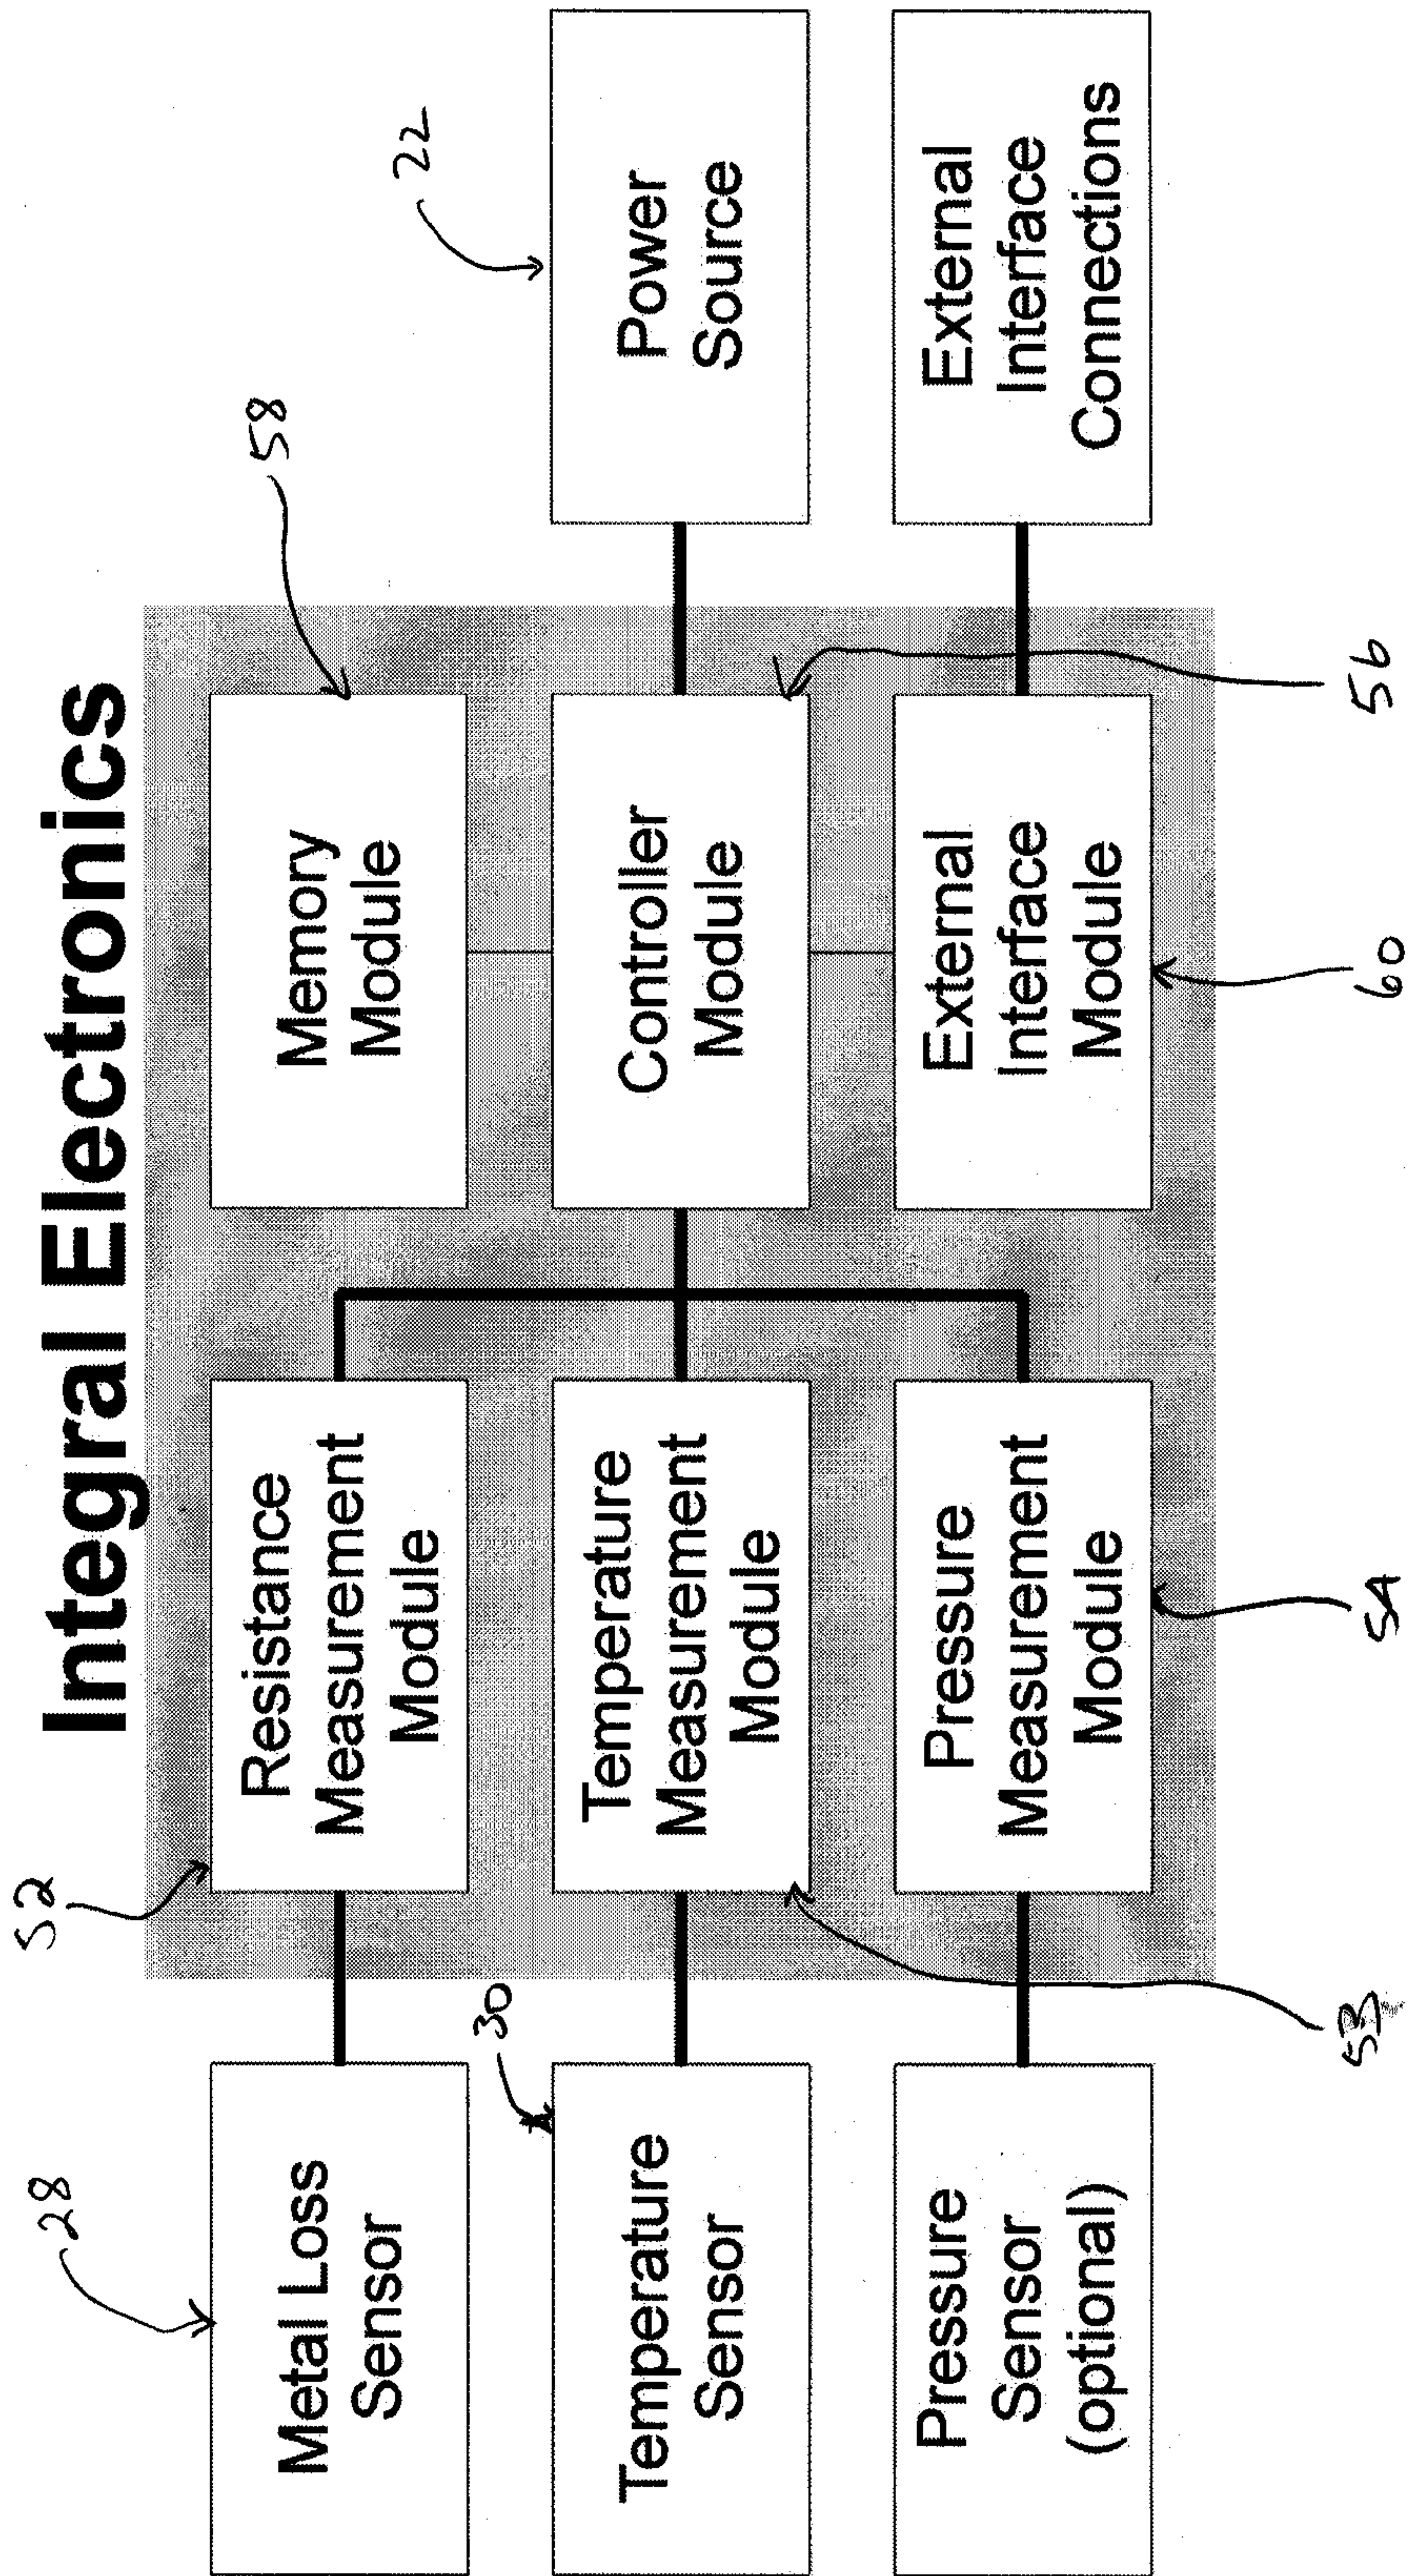 Integral Electronics
28
Metal Loss
Sensor
52
Resistance
Measurement
Module
58
Memory
Module
30
Temperature
Sensor
Temperature
Measurement
Module
Controller
Module
22
Power
Source
Pressure
Sensor
(optional)
Pressure
Measurement
Module
External
Interface
Module
External
Interface
Connections
53
54
60
56